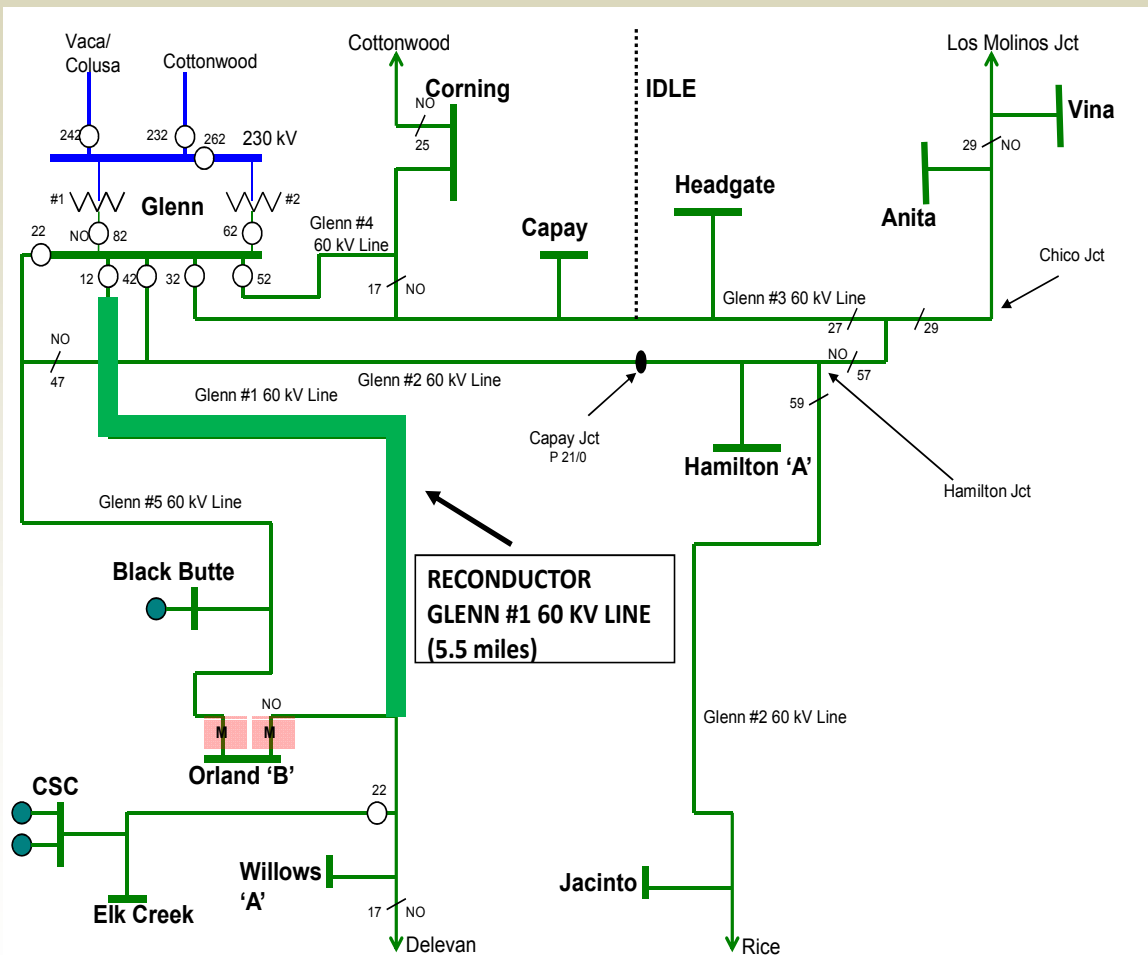 Vaca/
Colusa
Cottonwood
Cottonwood
Los Molinos Jct
IDLE
Corning
NO
25
Vina
29
NO
242
232
262
230 kV
#1
Glenn
#2
Headgate
Anita
Glenn #4
60 kV Line
Capay
22
NO
82
62
Chico Jct
12
42
32
52
17
NO
Glenn #3 60 kV Line
27
29
NO
47
Glenn #2 60 kV Line
NO
57
Glenn #1 60 kV Line
59
Capay Jct
P 21/0
Hamilton 'A'
Hamilton Jct
Glenn #5 60 kV Line
Black Butte
RECONDUCTOR
GLENN #1 60 KV LINE
(5.5 miles)
NO
M
M
Glenn #2 60 kV Line
Orland 'B'
CSC
22
Willows
'A'
Jacinto
Elk Creek
17
NO
Delevan
Rice